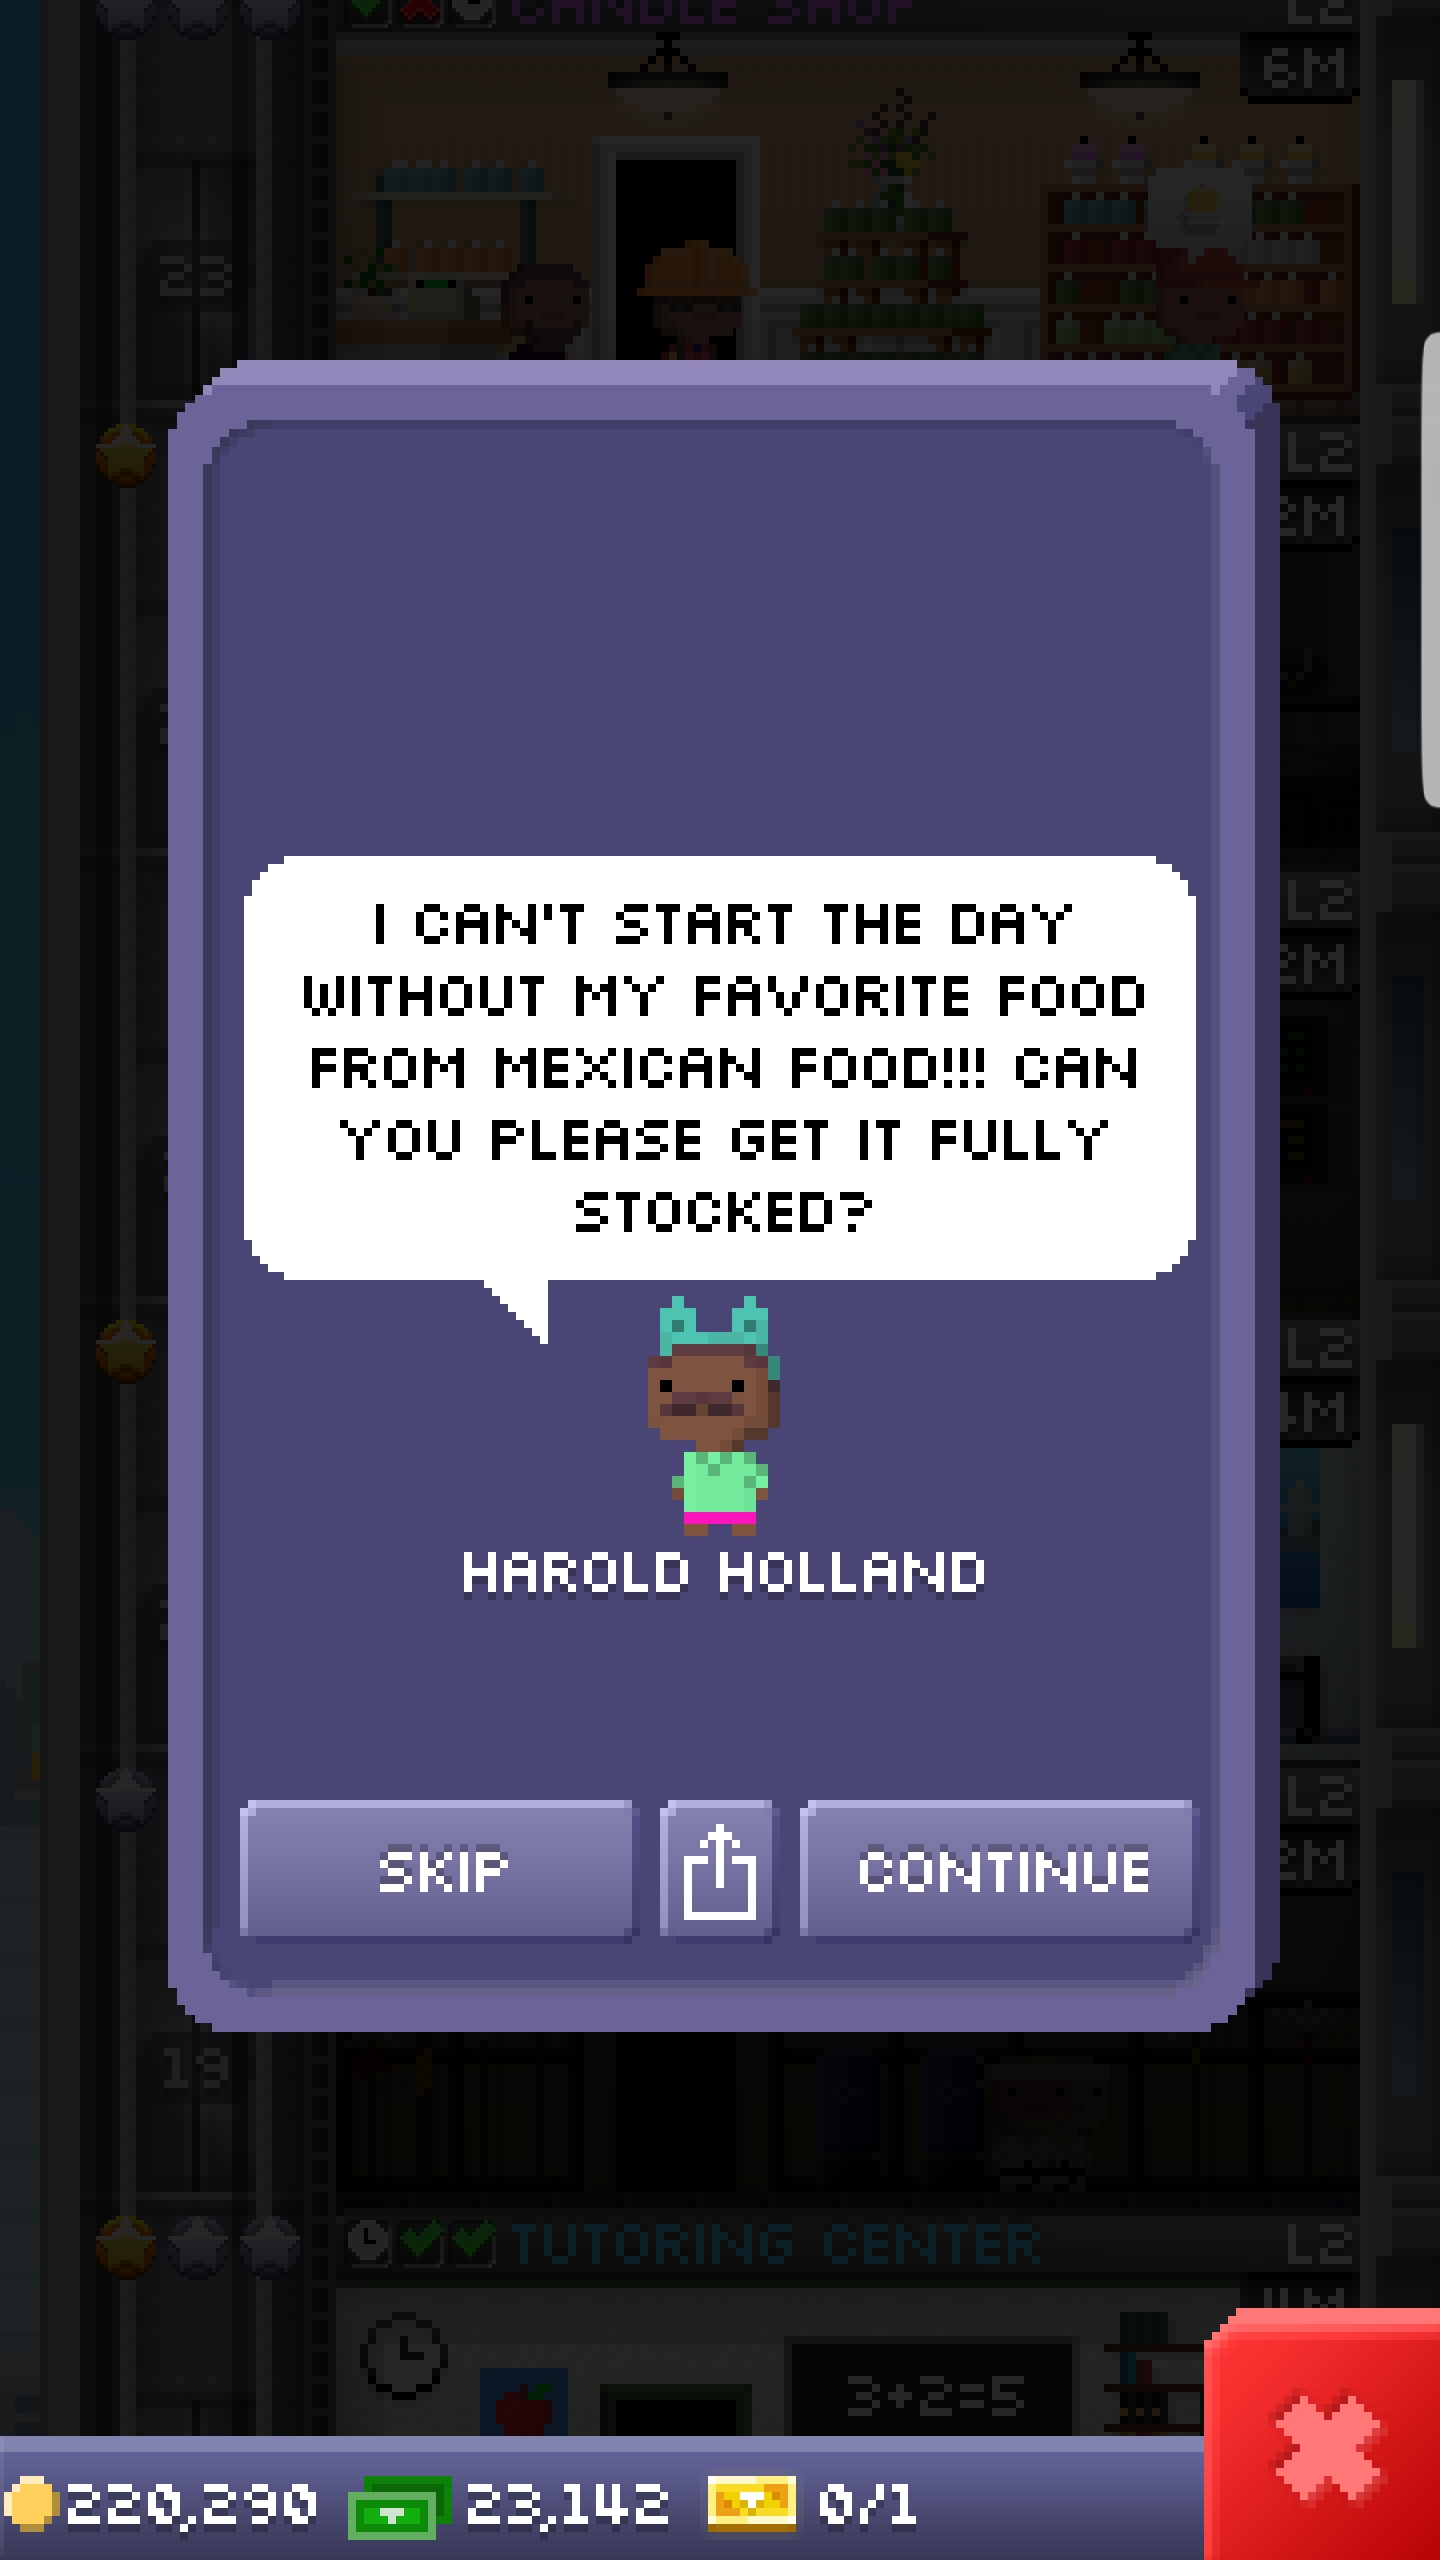 CANDLE SHOP
L2
6M
23
L2
2M
L2
2M
L2
4M
I CAN'T START THE DAY
WITHOUT MY FAVORITE FOOD
FROM MEXICAN FOOD!!! CAN
YOU PLEASE GET IT FULLY
STOCKED?
HAROLD HOLLAND
L2
2M
SKIP
CONTINUE
19
TUTORING CENTER
L2
3+2=5
220,290
23,142
0/1